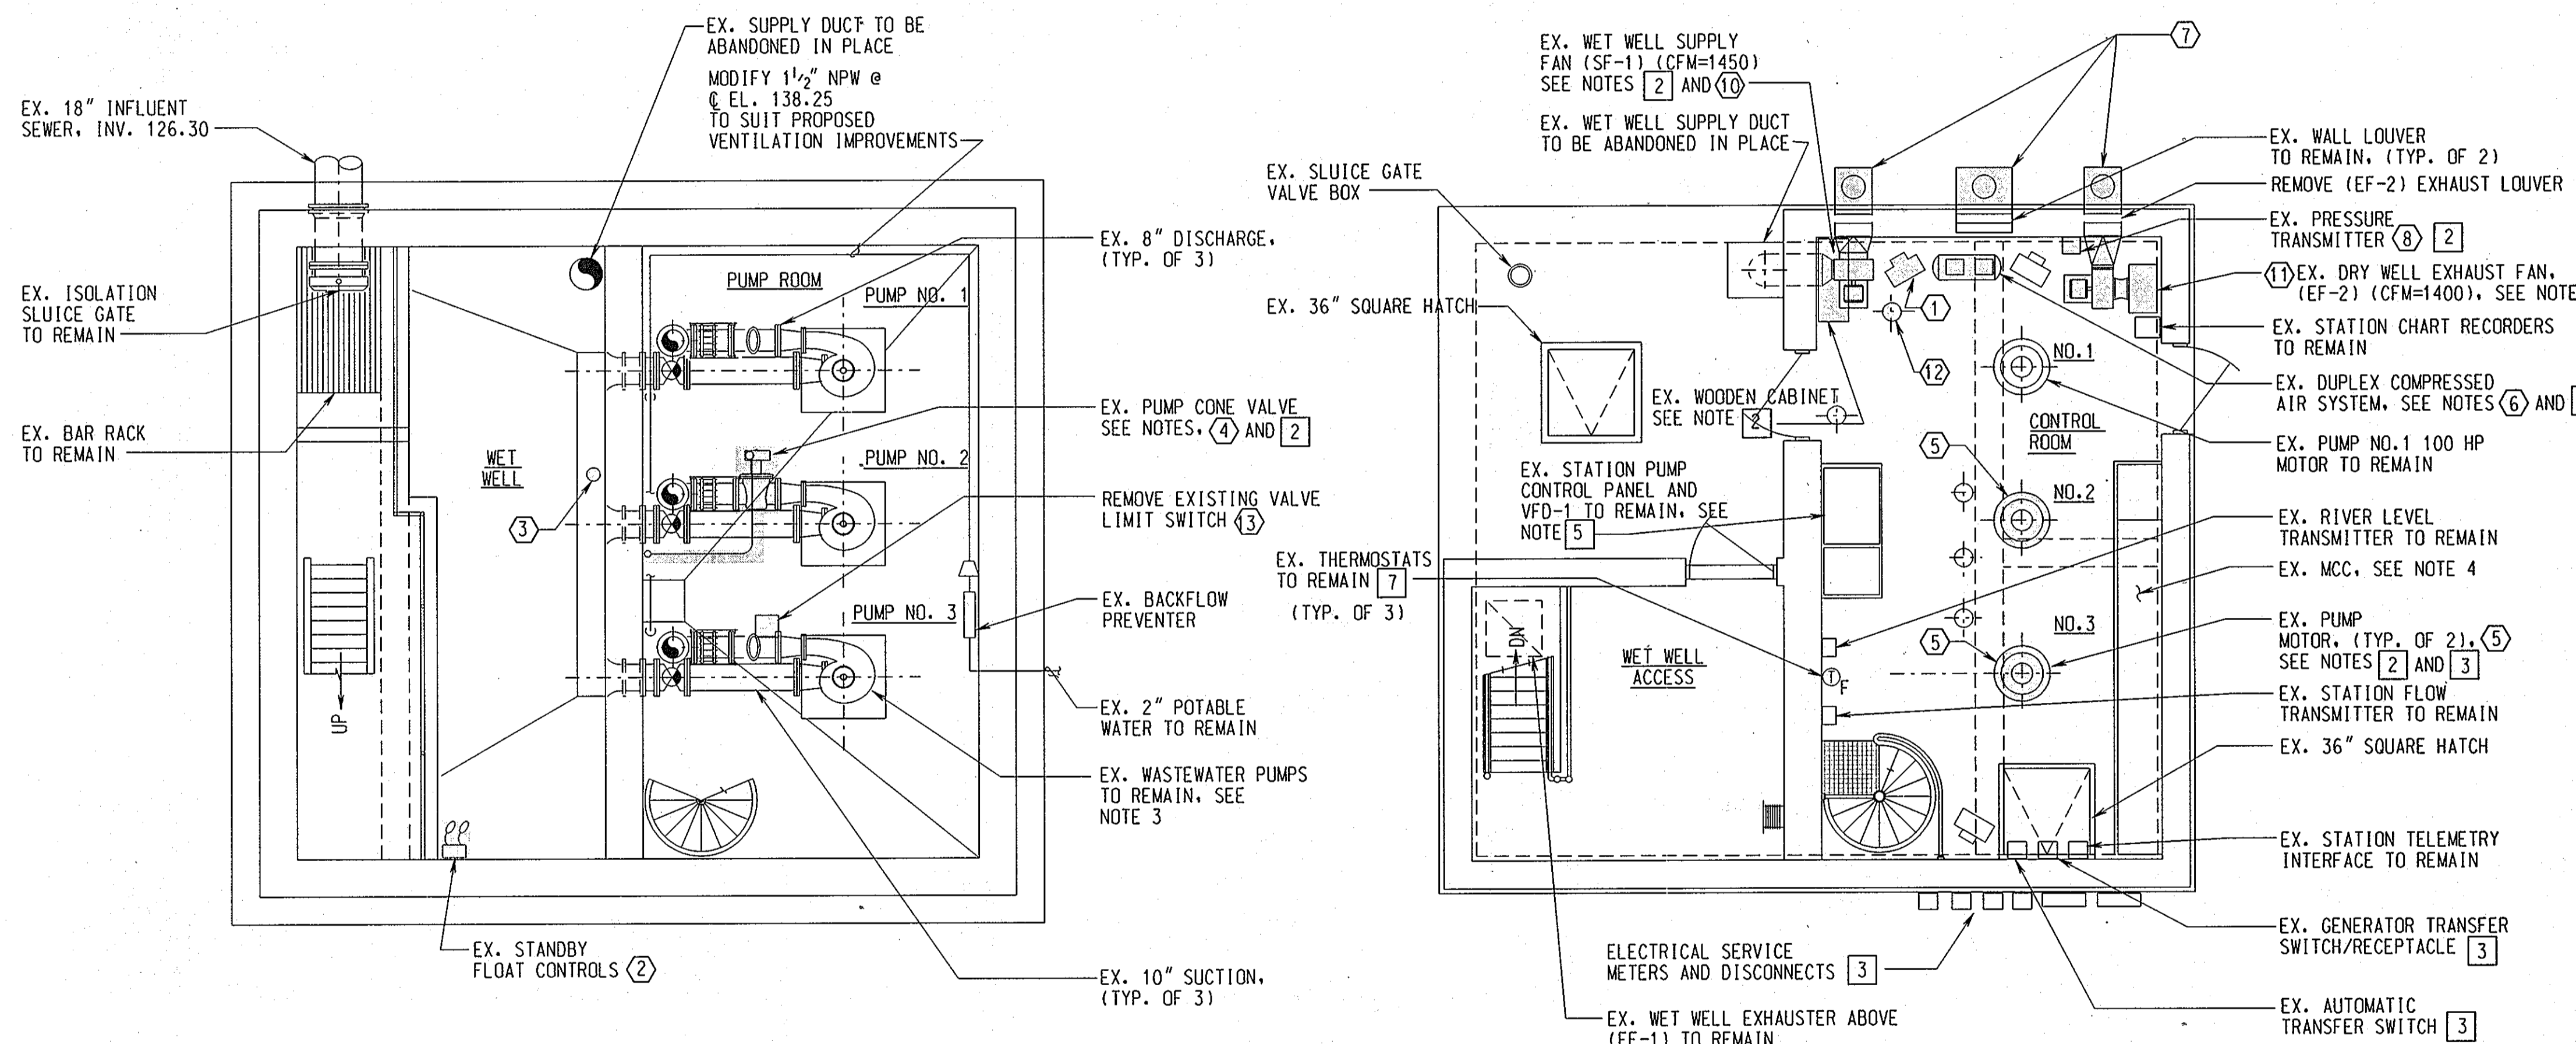 EX. SUPPLY DUCT TO BE
ABANDONED IN PLACE
MODIFY 1 1/2" NPW @
℄ EL. 138.25
TO SUIT PROPOSED
VENTILATION IMPROVEMENTS
EX. 18" INFLUENT
SEWER, INV. 126.30
EX. ISOLATION
SLUICE GATE
TO REMAIN
EX. BAR RACK
TO REMAIN
WET
WELL
3
UP
EX. STANDBY
FLOAT CONTROLS 2
PUMP ROOM
PUMP NO. 1
PUMP NO. 2
PUMP NO. 3
EX. 8" DISCHARGE,
(TYP. OF 3)
EX. PUMP CONE VALVE
SEE NOTES, 4 AND 2
REMOVE EXISTING VALVE
LIMIT SWITCH 13
EX. BACKFLOW
PREVENTER
EX. 2" POTABLE
WATER TO REMAIN
EX. WASTEWATER PUMPS
TO REMAIN, SEE
NOTE 3
EX. 10" SUCTION,
(TYP. OF 3)
EX. WET WELL SUPPLY
FAN (SF-1) (CFM=1450)
SEE NOTES 2 AND 10
EX. WET WELL SUPPLY DUCT
TO BE ABANDONED IN PLACE
EX. SLUICE GATE
VALVE BOX
EX. 36" SQUARE HATCH
EX. WOODEN CABINET
SEE NOTE 2
EX. STATION PUMP
CONTROL PANEL AND
VFD-1 TO REMAIN, SEE
NOTE 5
EX. THERMOSTATS
TO REMAIN 7
(TYP. OF 3)
DN
WET WELL
ACCESS
T
F
1
12
NO.1
CONTROL
ROOM
5
NO.2
NO.3
5
7
EX. WALL LOUVER
TO REMAIN, (TYP. OF 2)
REMOVE (EF-2) EXHAUST LOUVER
EX. PRESSURE
TRANSMITTER 8 2
11 EX. DRY WELL EXHAUST FAN,
(EF-2) (CFM=1400), SEE NOTE
EX. STATION CHART RECORDERS
TO REMAIN
EX. DUPLEX COMPRESSED
AIR SYSTEM, SEE NOTES 6 AND
EX. PUMP NO.1 100 HP
MOTOR TO REMAIN
EX. RIVER LEVEL
TRANSMITTER TO REMAIN
EX. MCC, SEE NOTE 4
EX. PUMP
MOTOR, (TYP. OF 2), 5
SEE NOTES 2 AND 3
EX. STATION FLOW
TRANSMITTER TO REMAIN
EX. 36" SQUARE HATCH
EX. STATION TELEMETRY
INTERFACE TO REMAIN
EX. GENERATOR TRANSFER
SWITCH/RECEPTACLE 3
EX. AUTOMATIC
TRANSFER SWITCH 3
ELECTRICAL SERVICE
METERS AND DISCONNECTS 3
EX. WET WELL EXHAUSTER ABOVE
(EF-1) TO REMAIN